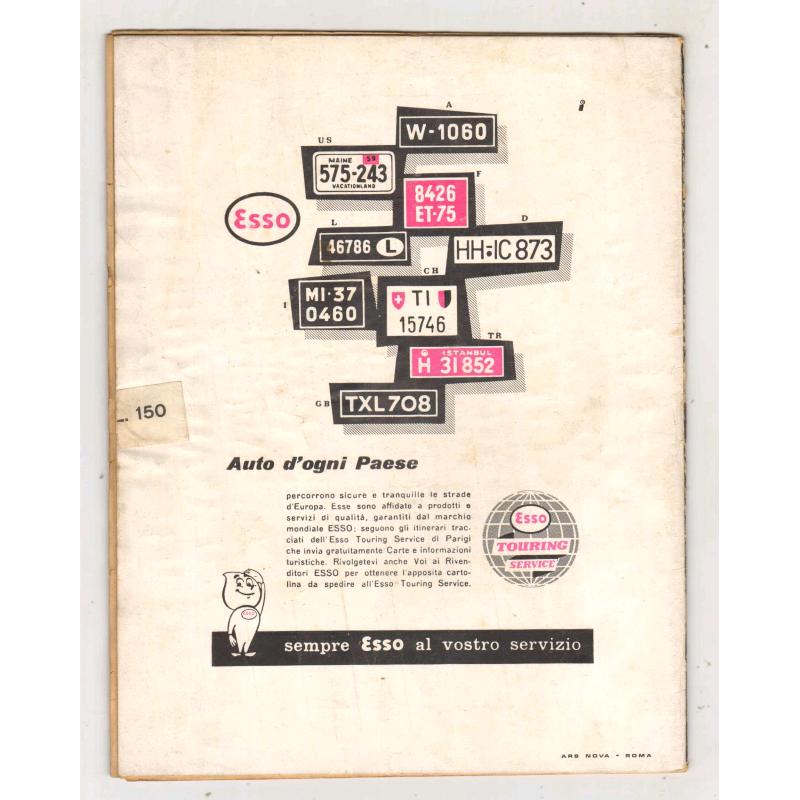 A
W-1060
US
MAINE 59
575-243
VACATIONLAND
F
8426
ET-75
Esso
L
46786 L
D
HH-IC 873
CH
I
MI·37
0460
TI
15746
TR
ISTANBUL
H 31852
GB
TXL708
L. 150
Auto d'ogni Paese
percorrono sicure e tranquille le strade
d'Europa. Esse sono affidate a prodotti e
servizi di qualità, garantiti dal marchio
mondiale ESSO; seguono gli itinerari trac-
ciati dell'Esso Touring Service di Parigi
che invia gratuitamente Carte e informazioni
turistiche. Rivolgetevi anche Voi ai Riven-
ditori ESSO per ottenere l'apposita carto-
lina da spedire all'Esso Touring Service.
Esso
TOURING
SERVICE
ESSO
sempre Esso al vostro servizio
ARS NOVA - ROMA